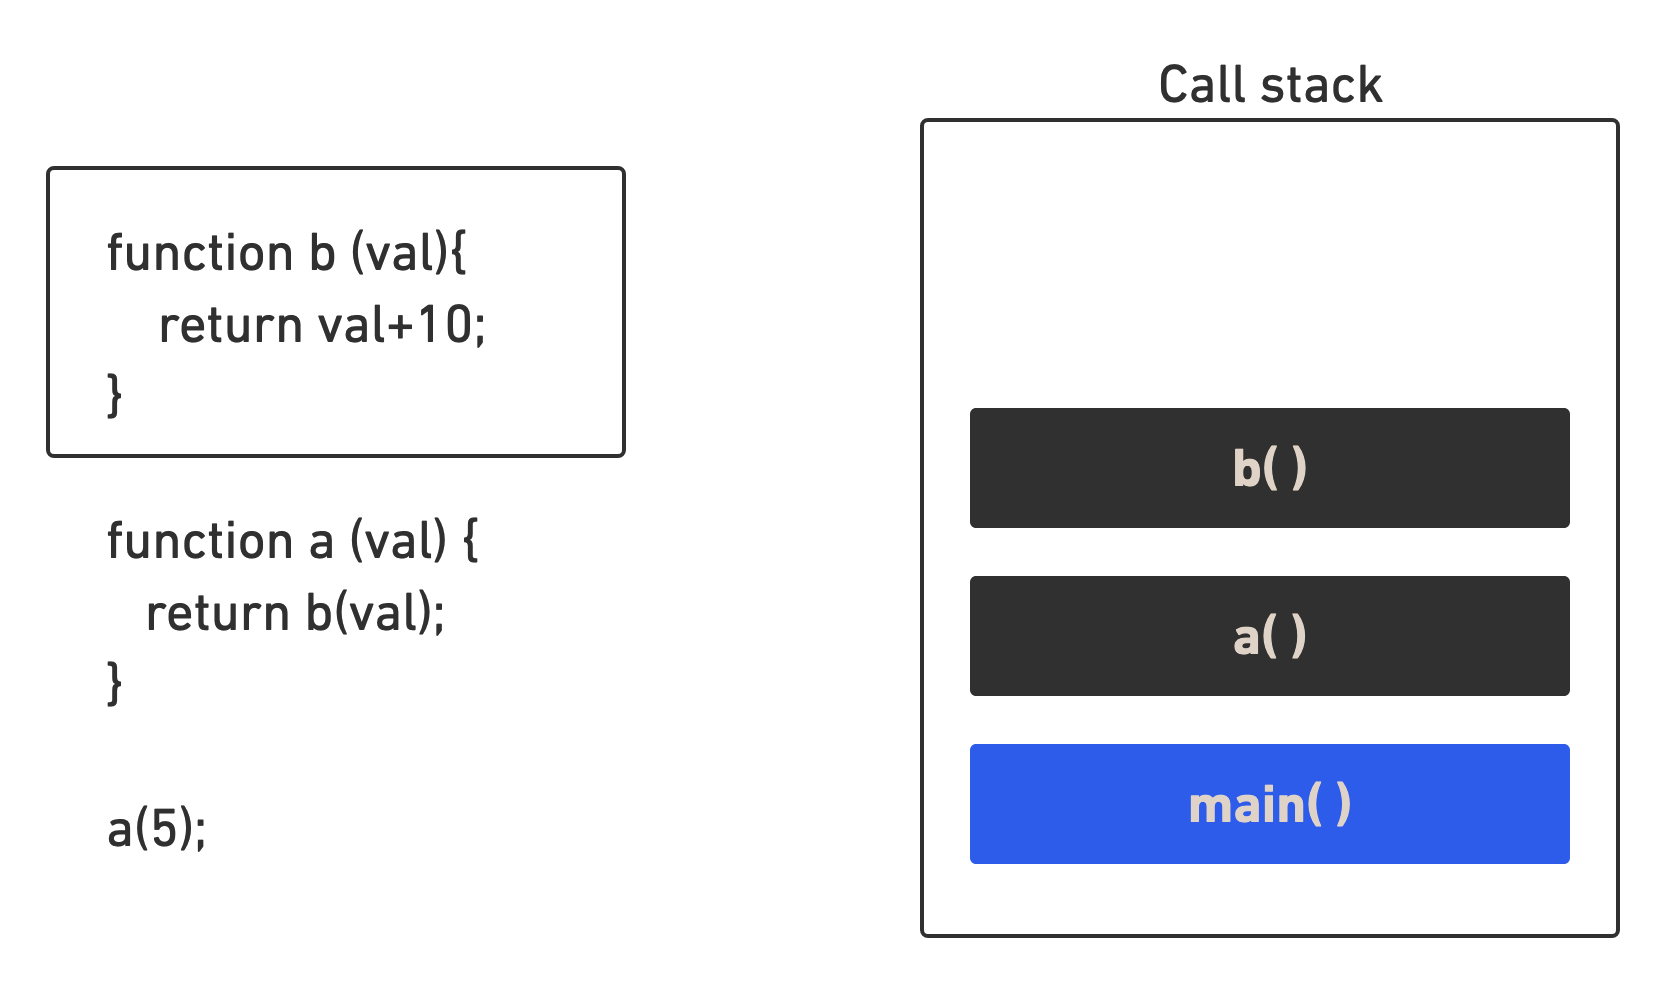 function b (val){
return val+10;
}
function a (val) {
return b(val);
}
a(5);
Call stack
b( )
a( )
main( )